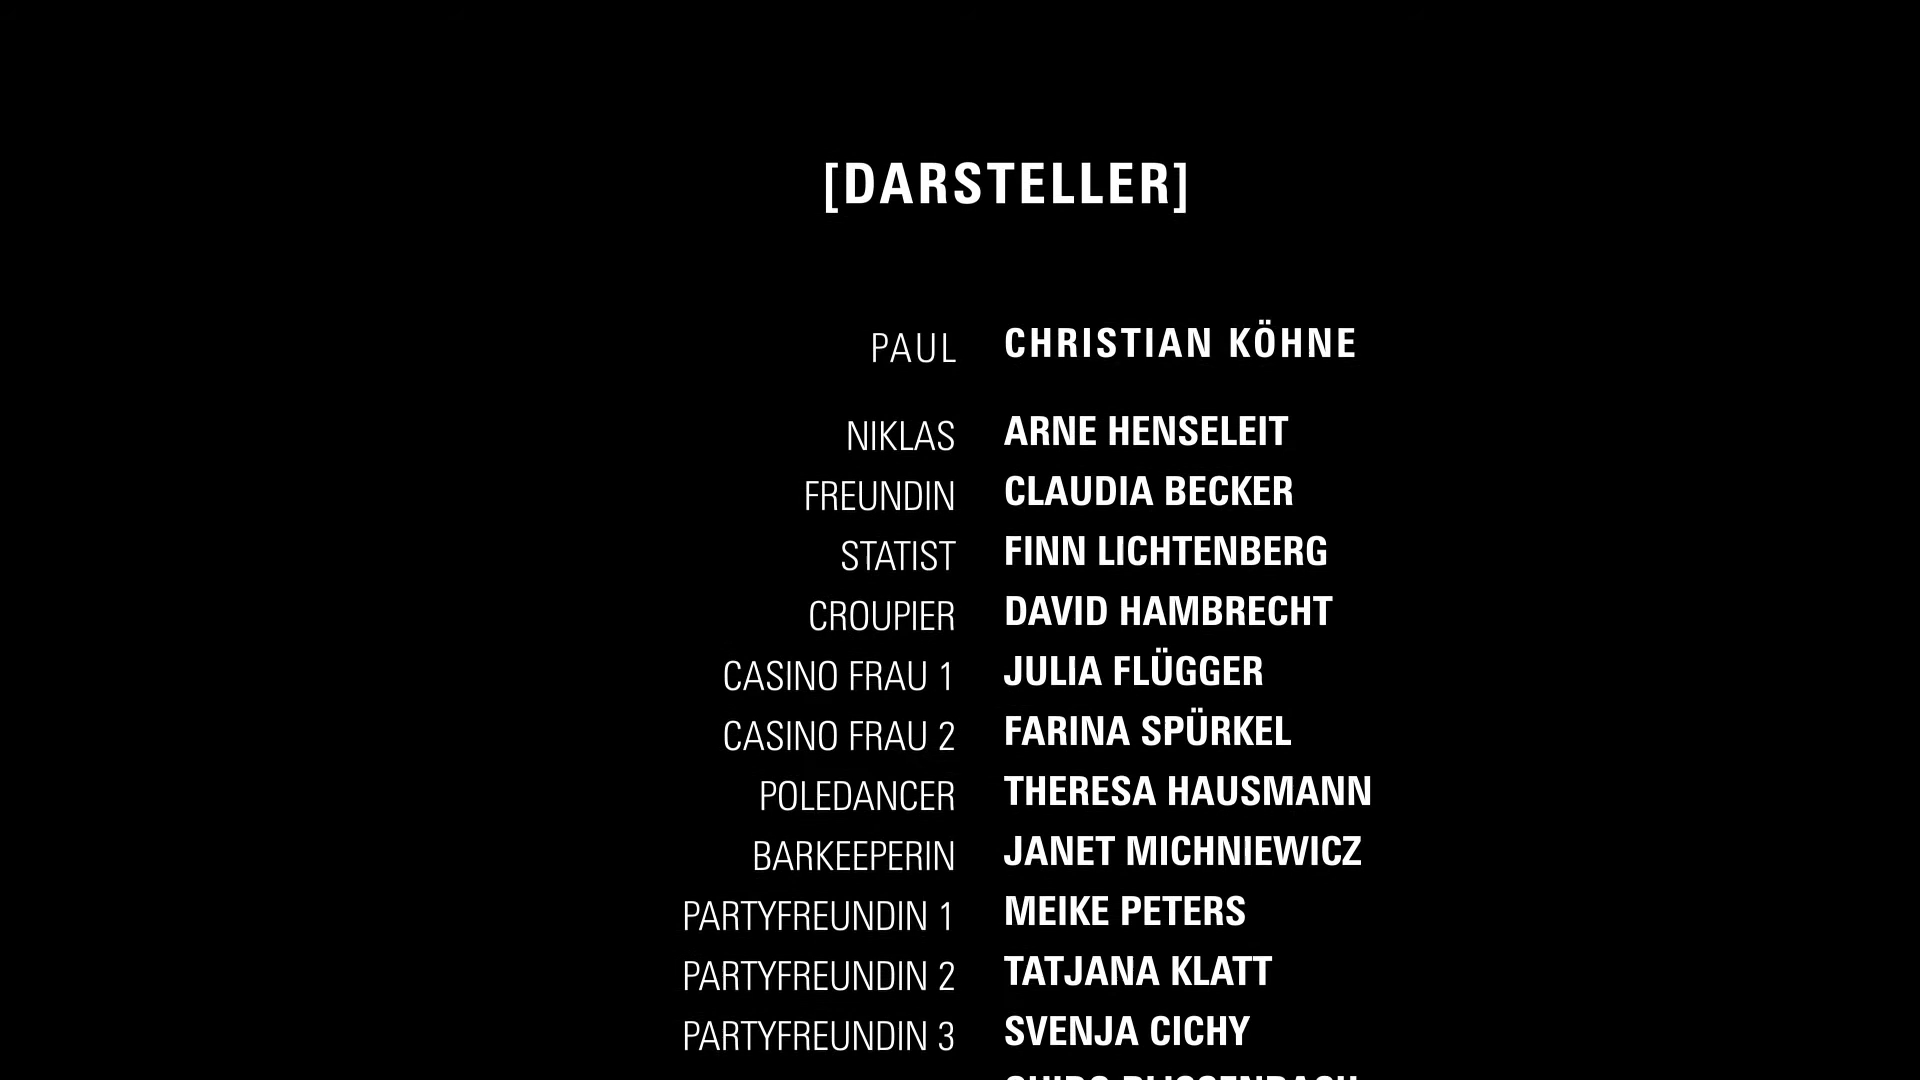 [DARSTELLER]
PAUL CHRISTIAN KÖHNE
NIKLAS ARNE HENSELEIT
FREUNDIN CLAUDIA BECKER
STATIST FINN LICHTENBERG
CROUPIER DAVID HAMBRECHT
CASINO FRAU 1 JULIA FLÜGGER
CASINO FRAU 2 FARINA SPÜRKEL
POLEDANCER THERESA HAUSMANN
BARKEEPERIN JANET MICHNIEWICZ
PARTYFREUNDIN 1 MEIKE PETERS
PARTYFREUNDIN 2 TATJANA KLATT
PARTYFREUNDIN 3 SVENJA CICHY